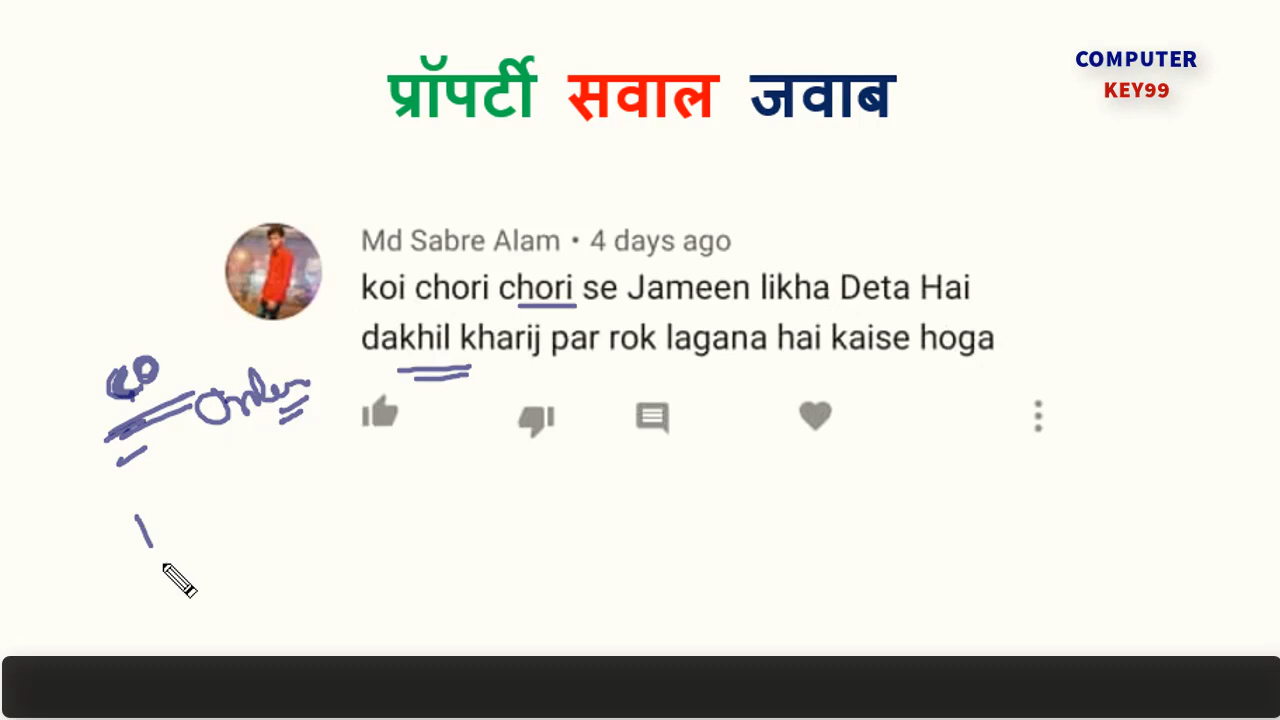 प्रॉपर्टी सवाल जवाब
COMPUTER
KEY99
Md Sabre Alam • 4 days ago
koi chori chori se Jameen likha Deta Hai
dakhil kharij par rok lagana hai kaise hoga
CO
Order